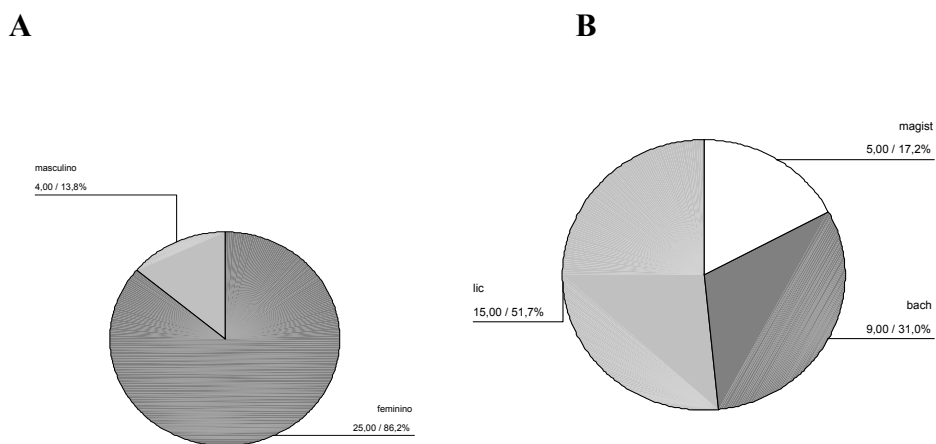 A
B
masculino
4,00 / 13,8%
feminino
25,00 / 86,2%
magist
5,00 / 17,2%
lic
15,00 / 51,7%
bach
9,00 / 31,0%